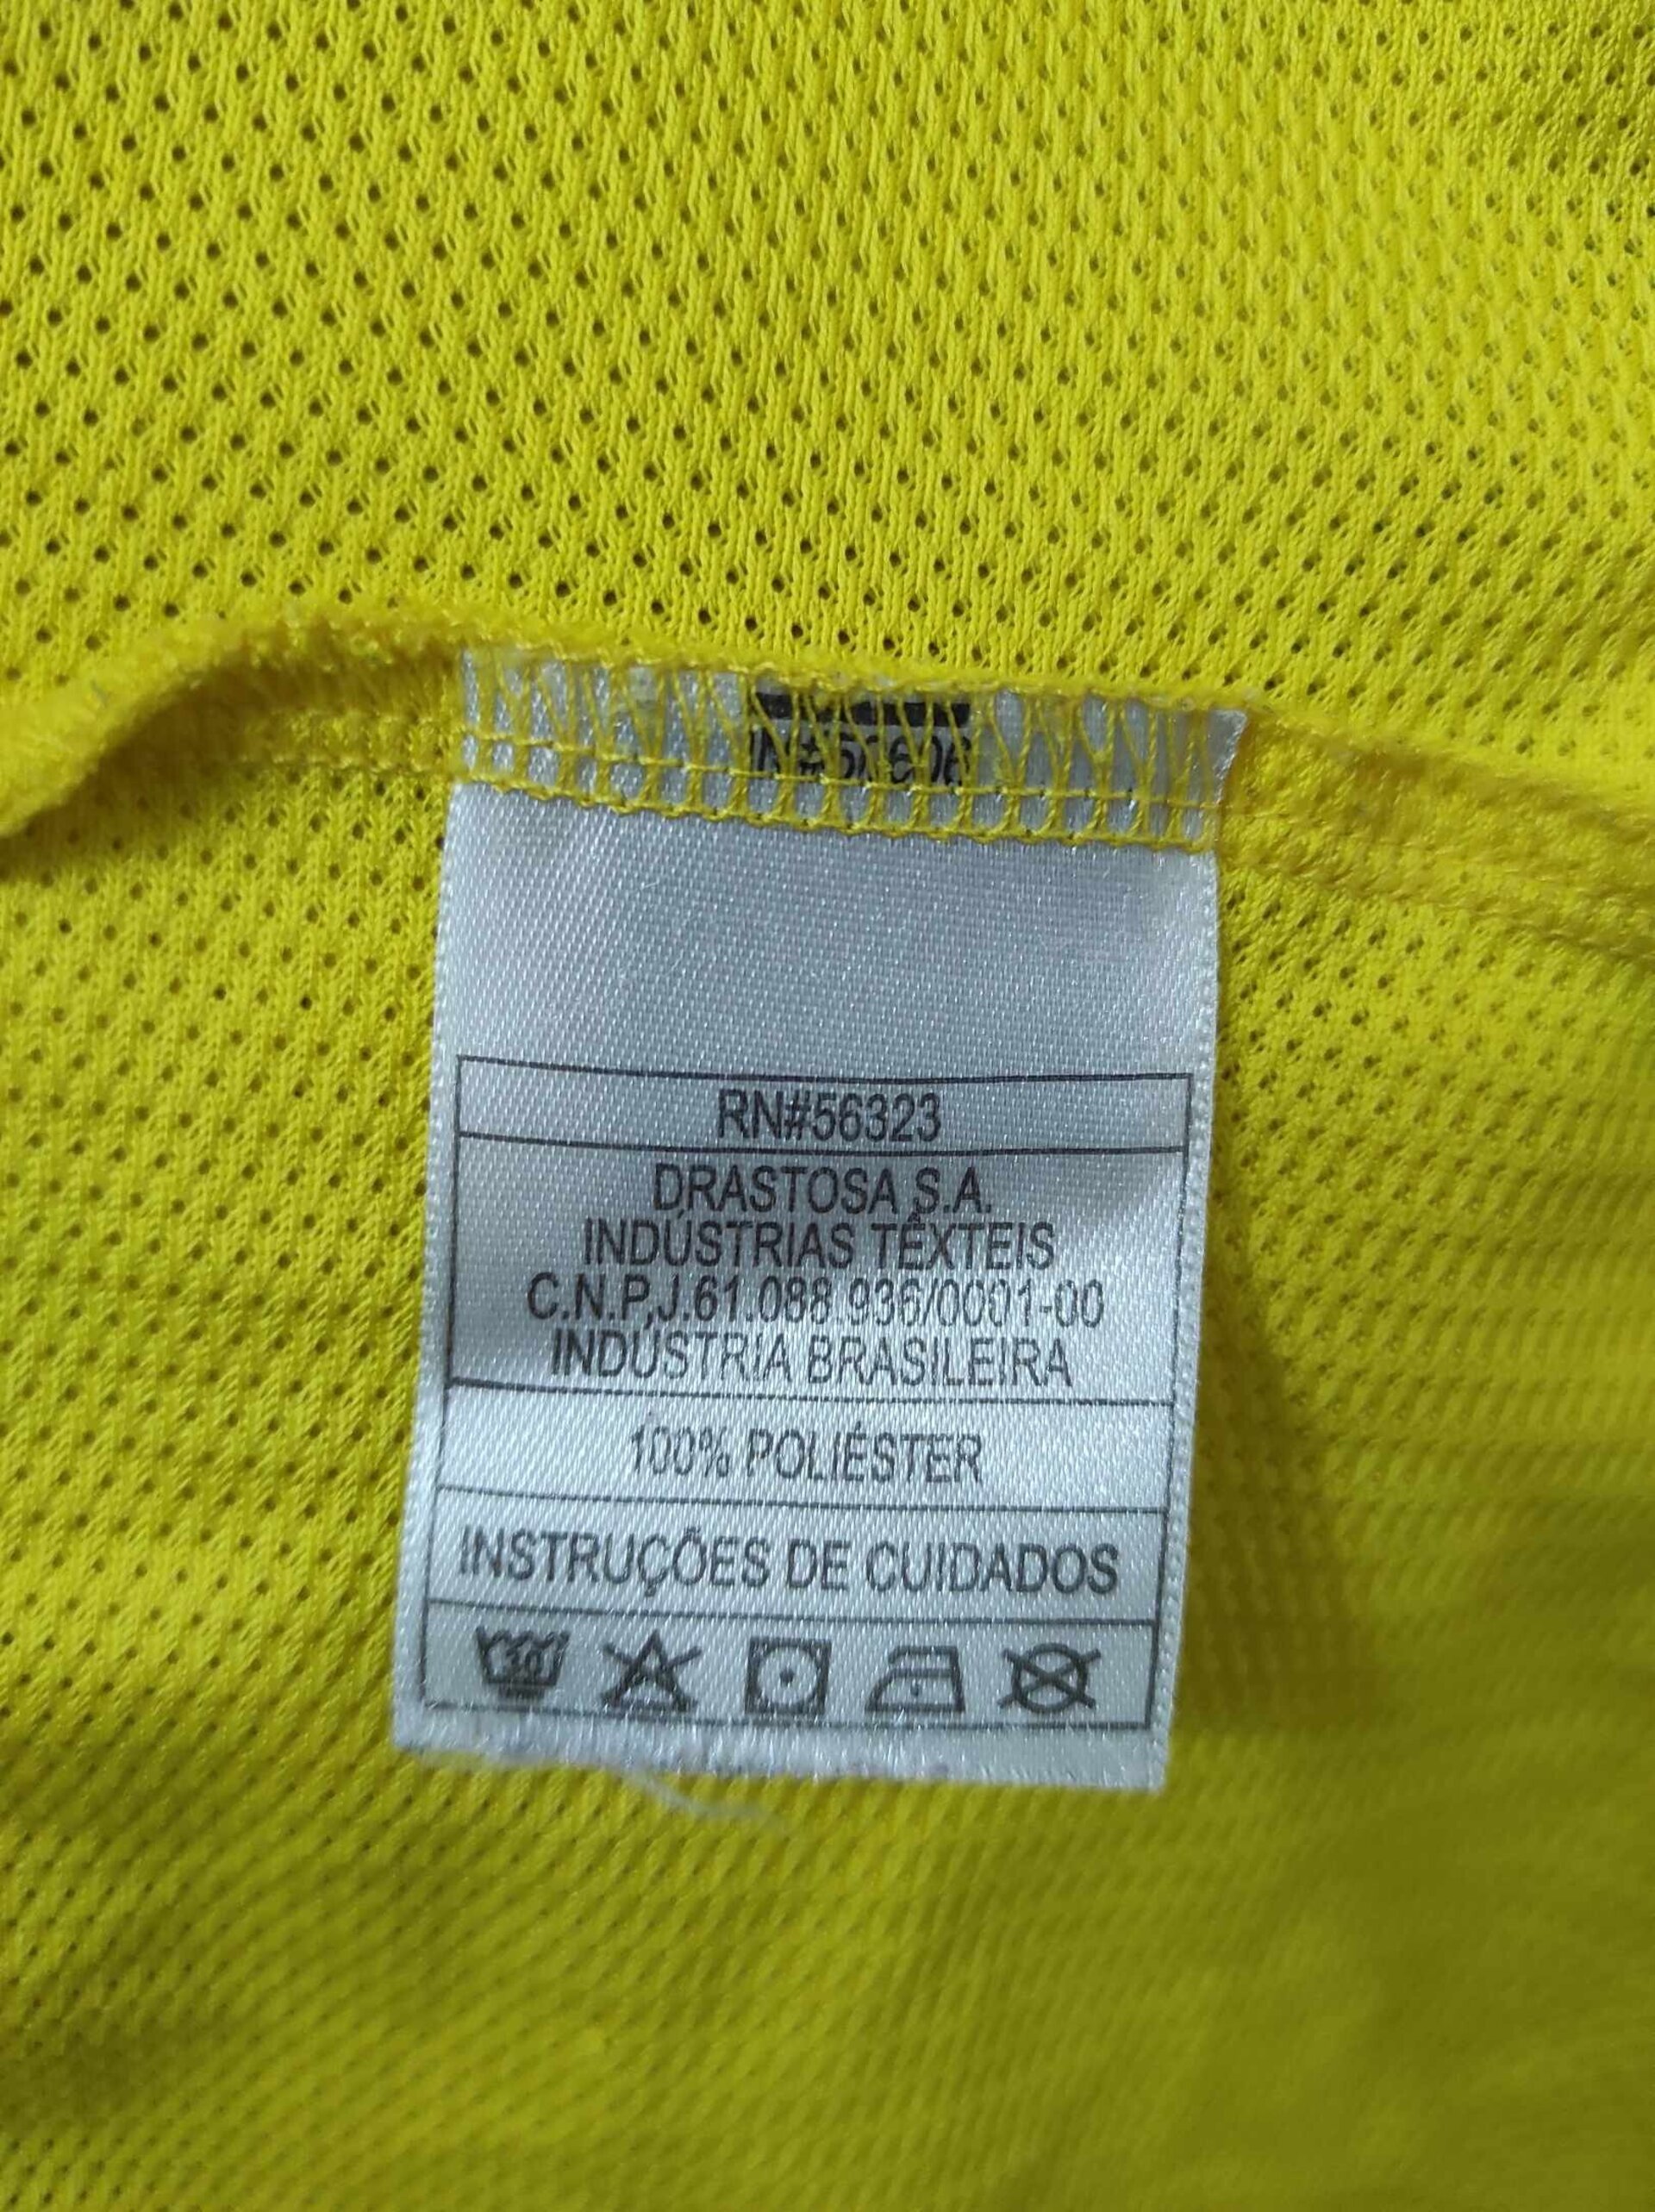 RN#56323
DRASTOSA S.A.
INDÚSTRIAS TÊXTEIS
C.N.P.J.61.088.936/0001-00
INDÚSTRIA BRASILEIRA
100% POLIÉSTER
INSTRUÇÕES DE CUIDADOS
30